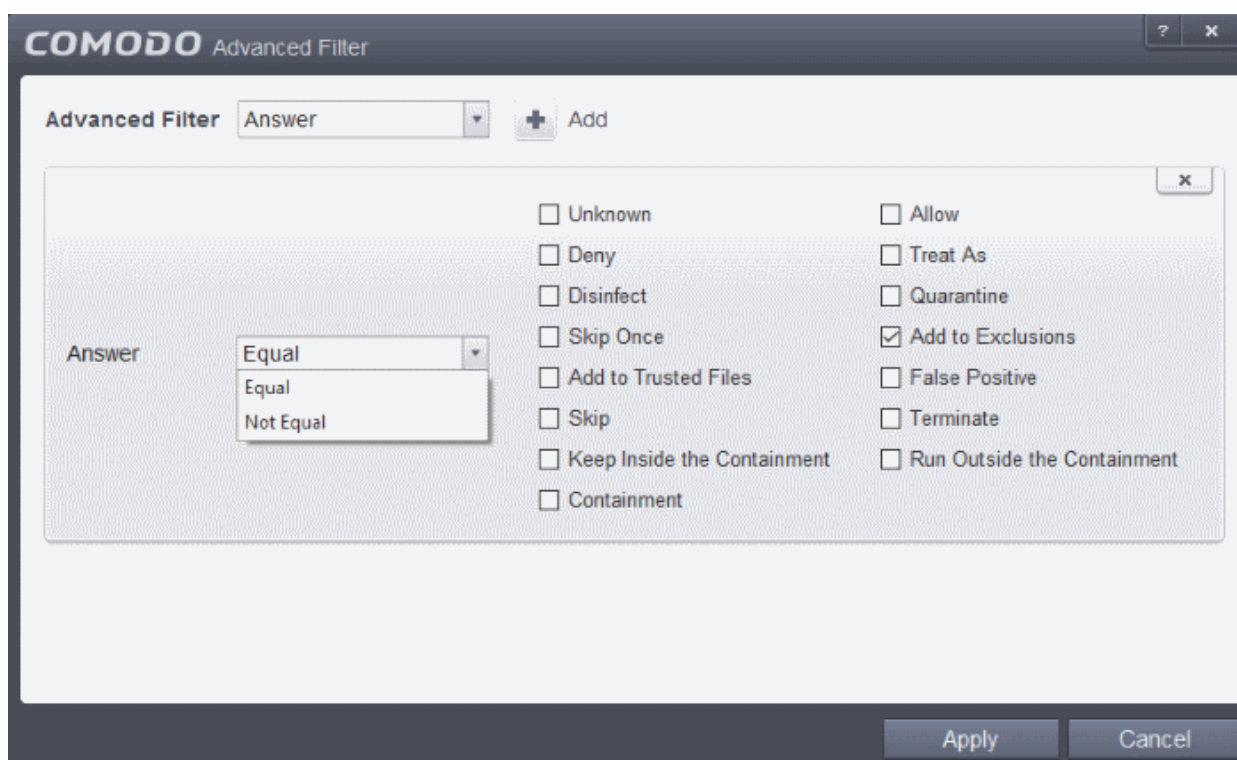 COMODO Advanced Filter
Advanced Filter Answer Add
Unknown Allow
Deny Treat As
Disinfect Quarantine
Skip Once Add to Exclusions
Answer Equal
Add to Trusted Files False Positive
Equal
Skip Terminate
Not Equal
Keep Inside the Containment Run Outside the Containment
Containment
Apply Cancel